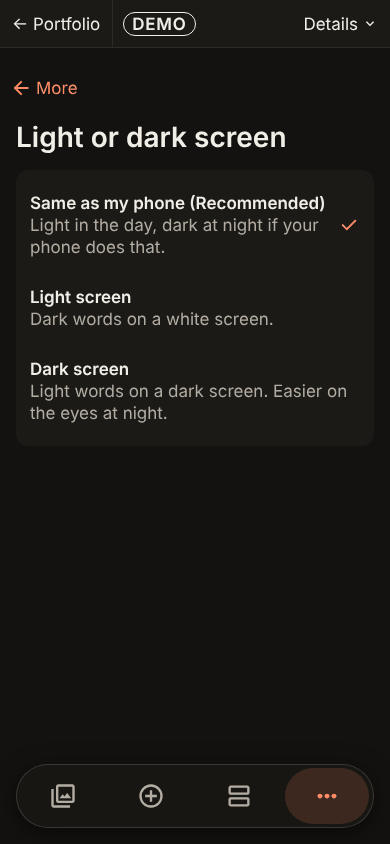 ← Portfolio
DEMO
Details
← More
Light or dark screen
Same as my phone (Recommended)
Light in the day, dark at night if your
phone does that.
Light screen
Dark words on a white screen.
Dark screen
Light words on a dark screen. Easier on
the eyes at night.